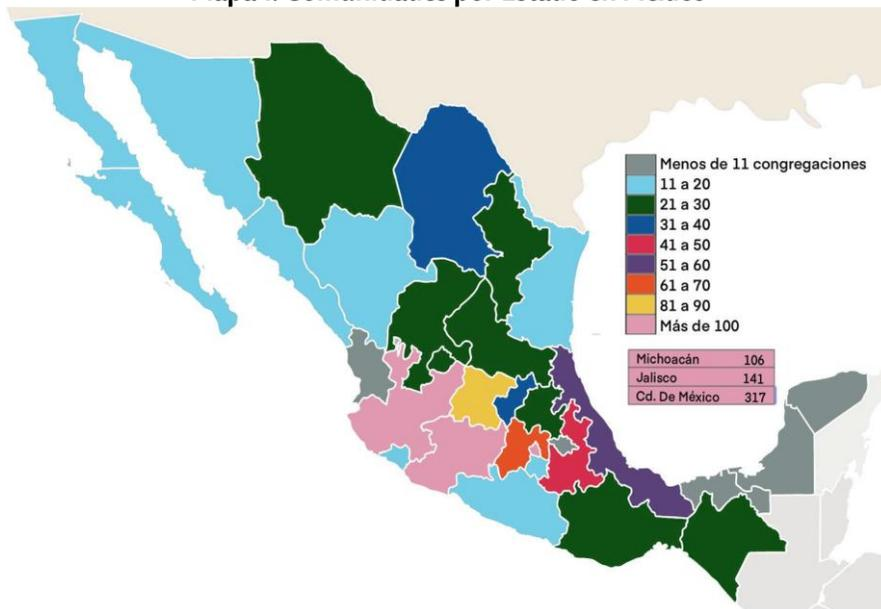 Mapa I. Comunidades por Estado en México
Menos de 11 congregaciones
11 a 20
21 a 30
31 a 40
41 a 50
51 a 60
61 a 70
81 a 90
Más de 100
Michoacán 106
Jalisco 141
Cd. De México 317